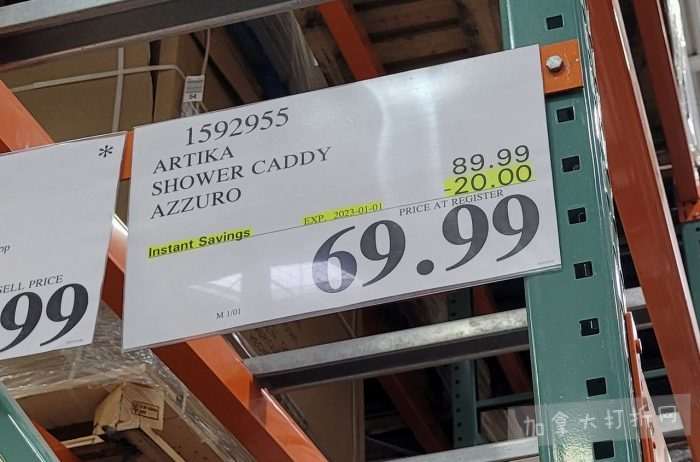 1592955
ARTIKA
SHOWER CADDY
AZZURO
89.99
-20.00
EXP. 2023-01-01
PRICE AT REGISTER
Instant Savings
69.99
M 1/01
*
SELL PRICE
99
加拿大打折网